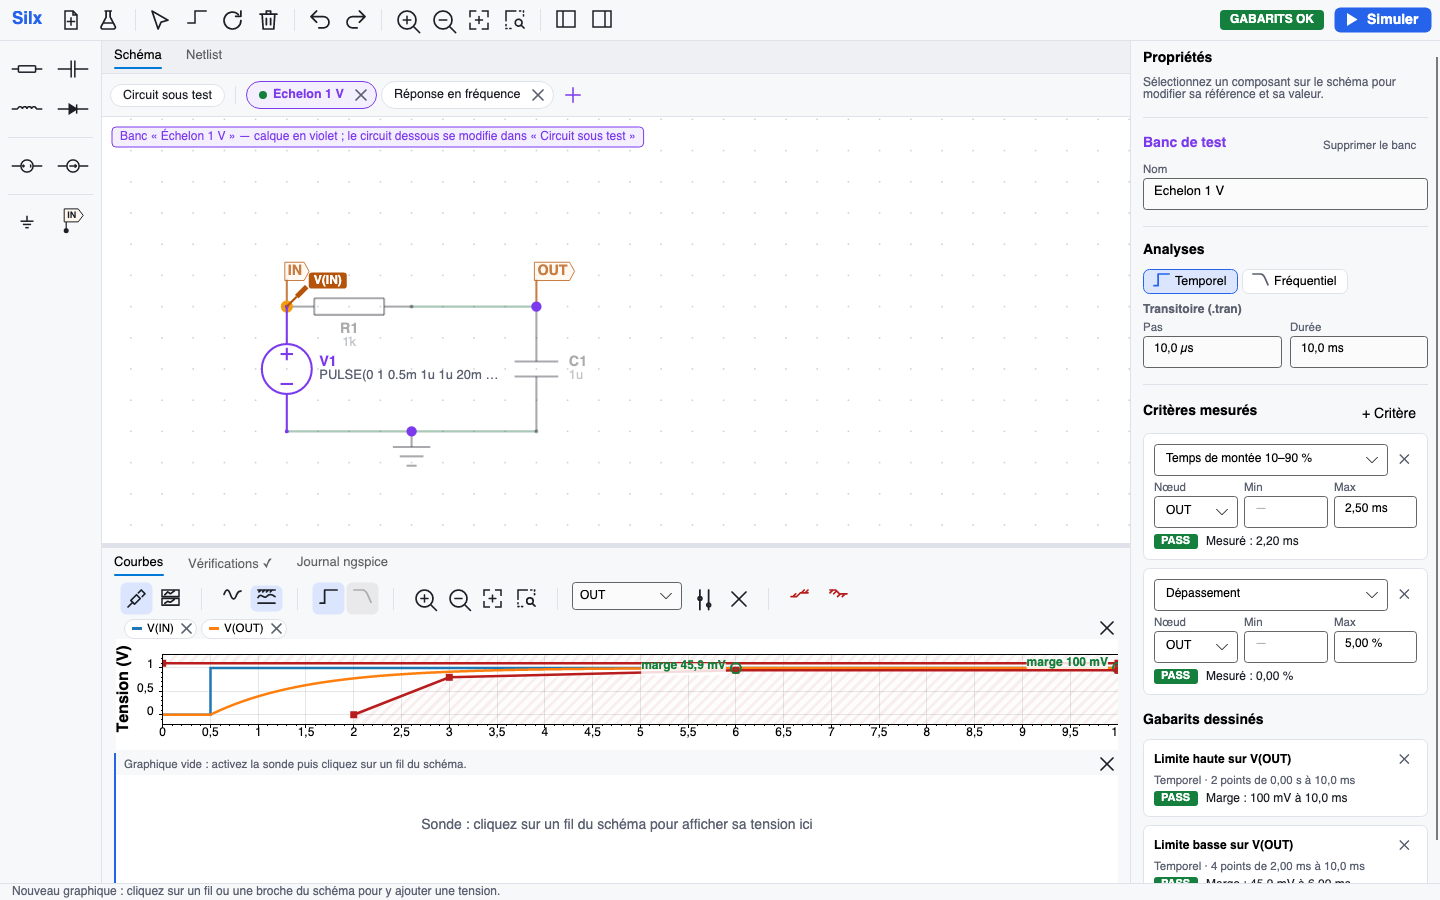 Silx
GABARITS OK
Simuler
Schéma
Netlist
Circuit sous test
Echelon 1 V
Réponse en fréquence
Banc « Échelon 1 V » — calque en violet ; le circuit dessous se modifie dans « Circuit sous test »
IN
IN
V(IN)
OUT
R1
1k
V1
PULSE(0 1 0.5m 1u 1u 20m ...
C1
1u
Courbes
Vérifications ✓
Journal ngspice
OUT
V(IN)
V(OUT)
Tension (V)
1
0,5
0
marge 45,9 mV
marge 100 mV
0
0,5
1
1,5
2
2,5
3
3,5
4
4,5
5
5,5
6
6,5
7
7,5
8
8,5
9
9,5
1
Graphique vide : activez la sonde puis cliquez sur un fil du schéma.
Sonde : cliquez sur un fil du schéma pour afficher sa tension ici
Propriétés
Sélectionnez un composant sur le schéma pour
modifier sa référence et sa valeur.
Banc de test
Supprimer le banc
Nom
Echelon 1 V
Analyses
Temporel
Fréquentiel
Transitoire (.tran)
Pas
Durée
10,0 µs
10,0 ms
Critères mesurés
+ Critère
Temps de montée 10–90 %
Nœud
Min
Max
OUT
—
2,50 ms
PASS
Mesuré : 2,20 ms
Dépassement
Nœud
Min
Max
OUT
—
5,00 %
PASS
Mesuré : 0,00 %
Gabarits dessinés
Limite haute sur V(OUT)
Temporel · 2 points de 0,00 s à 10,0 ms
PASS
Marge : 100 mV à 10,0 ms
Limite basse sur V(OUT)
Temporel · 4 points de 2,00 ms à 10,0 ms
PASS
Marge : 45,9 mV à 6,00 ms
Nouveau graphique : cliquez sur un fil ou une broche du schéma pour y ajouter une tension.